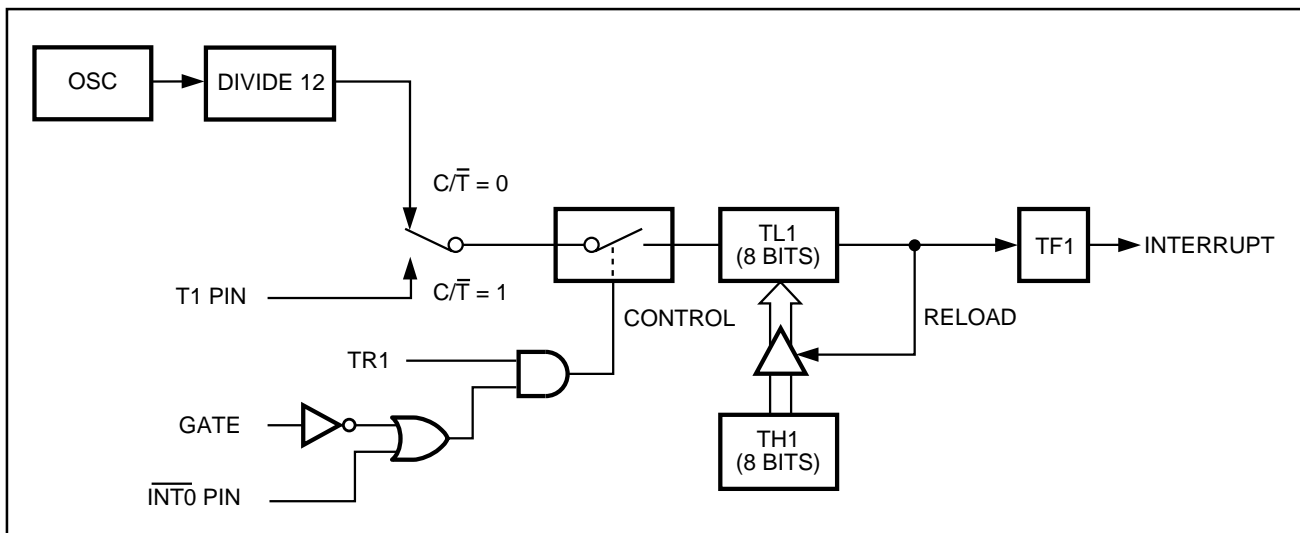 OSC
DIVIDE 12
C/T̅ = 0
TL1
(8 BITS)
TF1
INTERRUPT
T1 PIN
C/T̅ = 1
CONTROL
RELOAD
TR1
GATE
TH1
(8 BITS)
I̅N̅T̅0̅ PIN